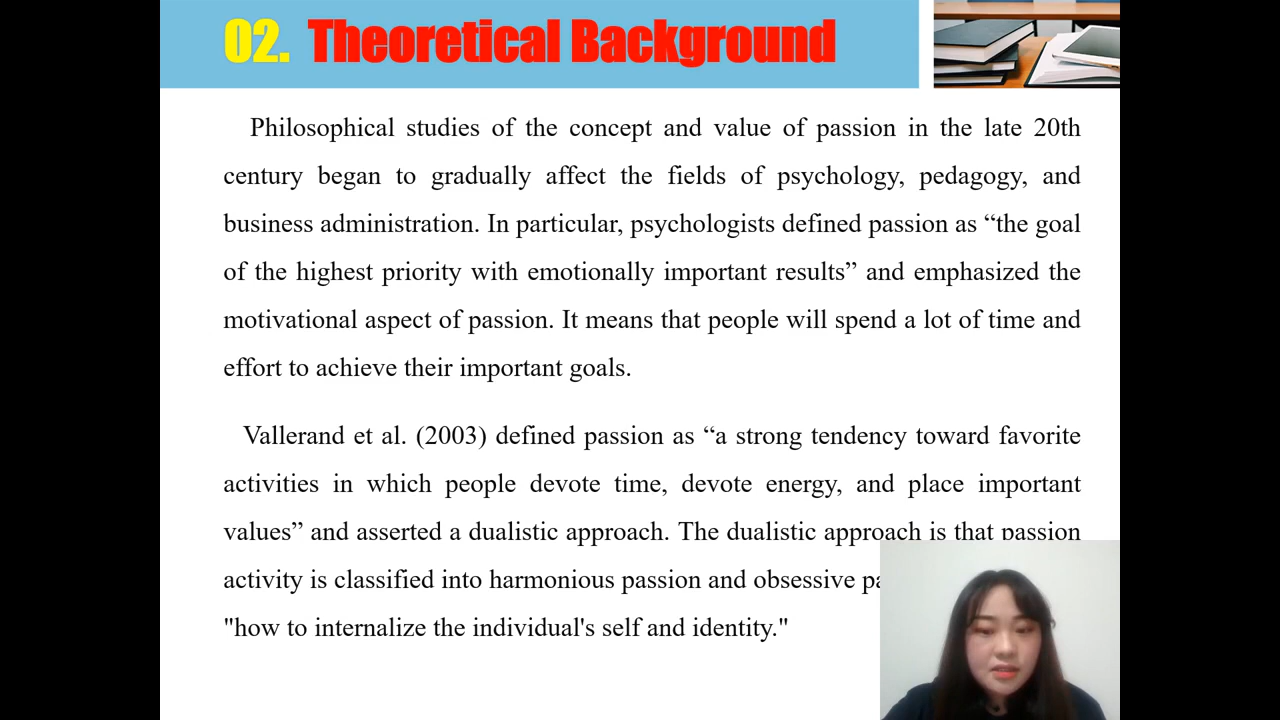 02. Theoretical Background
Philosophical studies of the concept and value of passion in the late 20th
century began to gradually affect the fields of psychology, pedagogy, and
business administration. In particular, psychologists defined passion as “the goal
of the highest priority with emotionally important results” and emphasized the
motivational aspect of passion. It means that people will spend a lot of time and
effort to achieve their important goals.
Vallerand et al. (2003) defined passion as “a strong tendency toward favorite
activities in which people devote time, devote energy, and place important
values” and asserted a dualistic approach. The dualistic approach is that passion
activity is classified into harmonious passion and obsessive
"how to internalize the individual's self and identity."